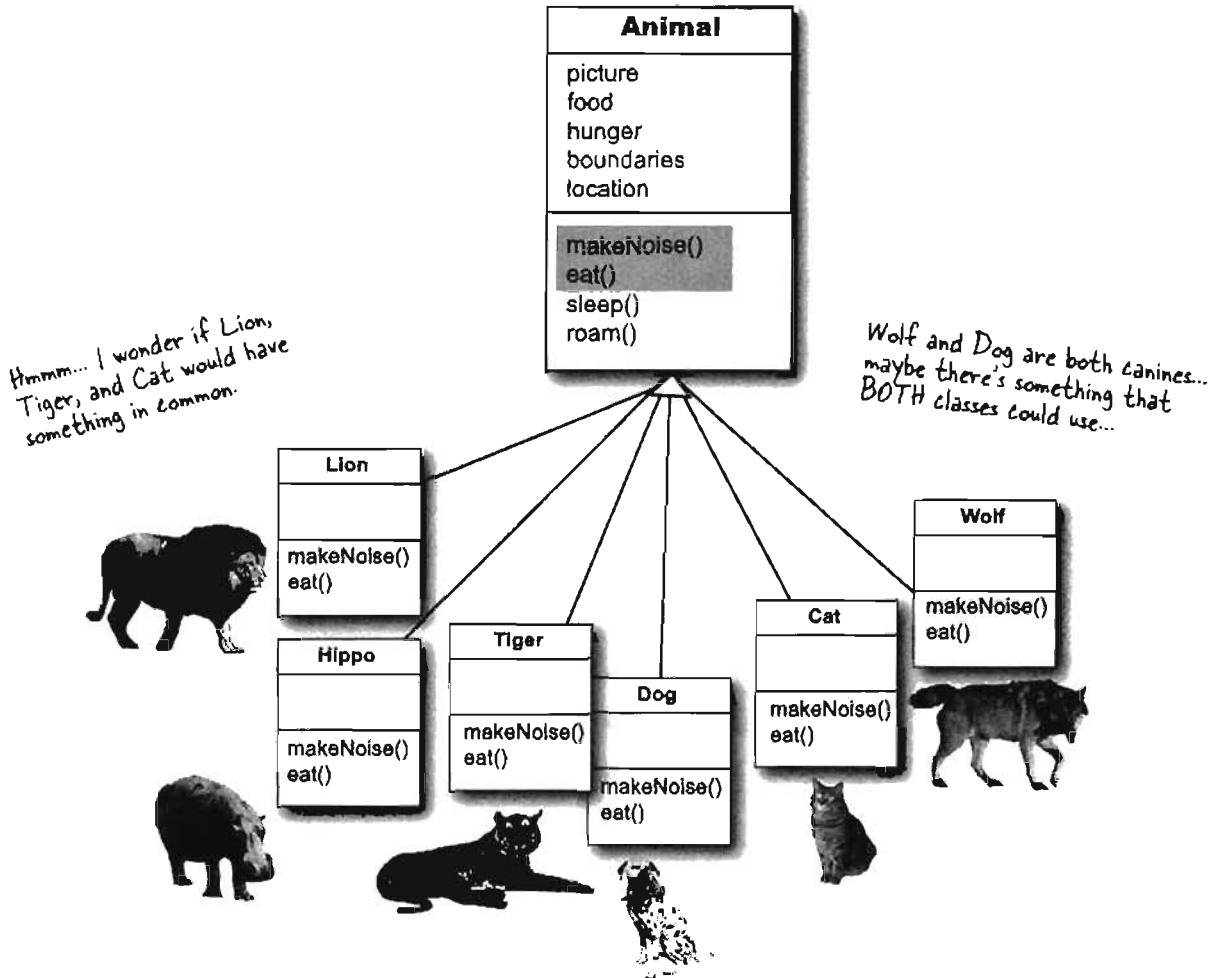 Animal
picture
food
hunger
boundaries
location
makeNoise()
eat()
sleep()
roam()
Hmmm... I wonder if Lion,
Tiger, and Cat would have
something in common.
Wolf and Dog are both canines...
maybe there's something that
BOTH classes could use...
Lion
makeNoise()
eat()
Wolf
makeNoise()
eat()
Hippo
makeNoise()
eat()
Tiger
makeNoise()
eat()
Dog
makeNoise()
eat()
Cat
makeNoise()
eat()